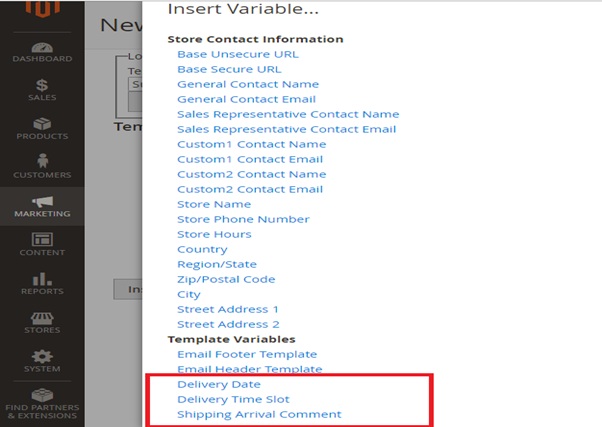 Insert Variable...
New
Lo
Te
Su
Tem
Ins
DASHBOARD
SALES
PRODUCTS
CUSTOMERS
MARKETING
CONTENT
REPORTS
STORES
SYSTEM
FIND PARTNERS
& EXTENSIONS
Store Contact Information
Base Unsecure URL
Base Secure URL
General Contact Name
General Contact Email
Sales Representative Contact Name
Sales Representative Contact Email
Custom1 Contact Name
Custom1 Contact Email
Custom2 Contact Name
Custom2 Contact Email
Store Name
Store Phone Number
Store Hours
Country
Region/State
Zip/Postal Code
City
Street Address 1
Street Address 2
Template Variables
Email Footer Template
Email Header Template
Delivery Date
Delivery Time Slot
Shipping Arrival Comment